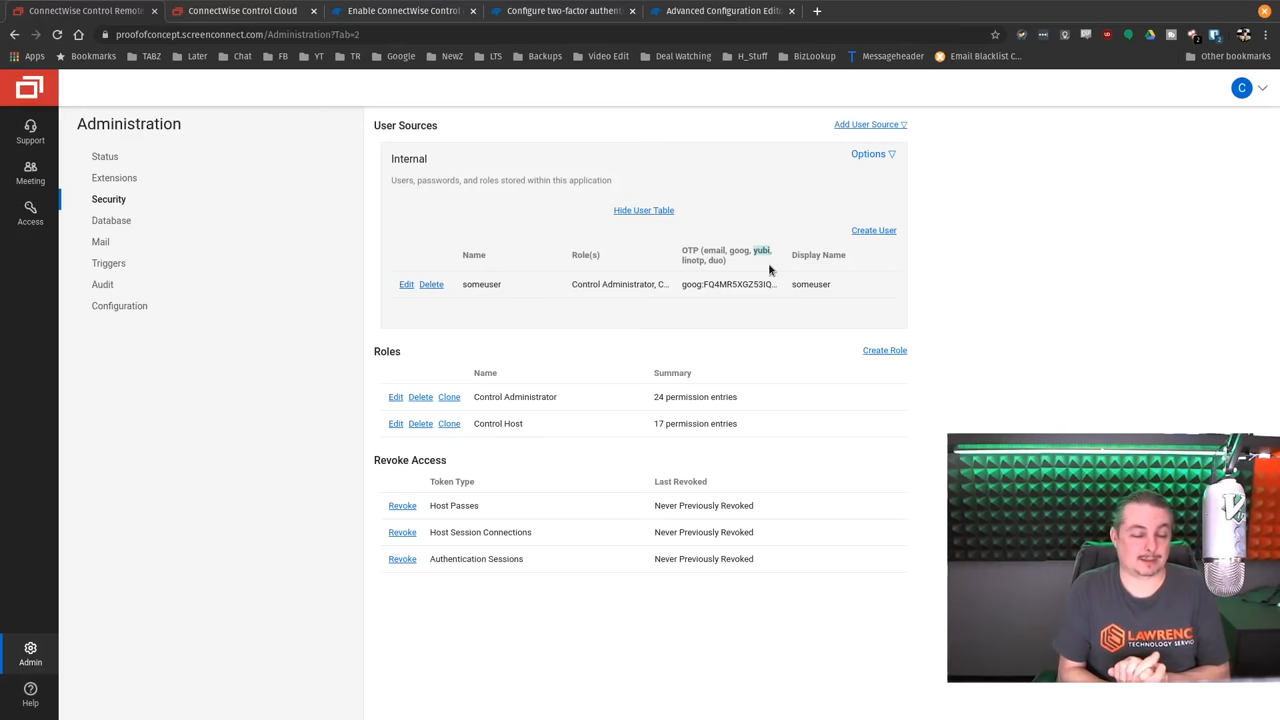 ConnectWise Control Remote
ConnectWise Control Cloud
Enable ConnectWise Control
Configure two-factor authent
Advanced Configuration Edit
proofofconcept.screenconnect.com/Administration?Tab=2
Apps
Bookmarks
TABZ
Later
Chat
FB
YT
TR
Google
NewZ
LTS
Backups
Video Edit
Deal Watching
H_Stuff
BizLookup
Messageheader
Email Blacklist C...
Other bookmarks
C
Support
Meeting
Access
Admin
Help
Administration
Status
Extensions
Security
Database
Mail
Triggers
Audit
Configuration
User Sources
Add User Source ▽
Internal
Options ▽
Users, passwords, and roles stored within this application
Hide User Table
Create User
Name Role(s) OTP (email, goog, yubi, linotp, duo) Display Name
Edit Delete someuser Control Administrator, C... goog:FQ4MR5XGZ53IQ... someuser
Roles
Create Role
Name Summary
Edit Delete Clone Control Administrator 24 permission entries
Edit Delete Clone Control Host 17 permission entries
Revoke Access
Token Type Last Revoked
Revoke Host Passes Never Previously Revoked
Revoke Host Session Connections Never Previously Revoked
Revoke Authentication Sessions Never Previously Revoked
LAWRENC
TECHNOLOGY SERVIC